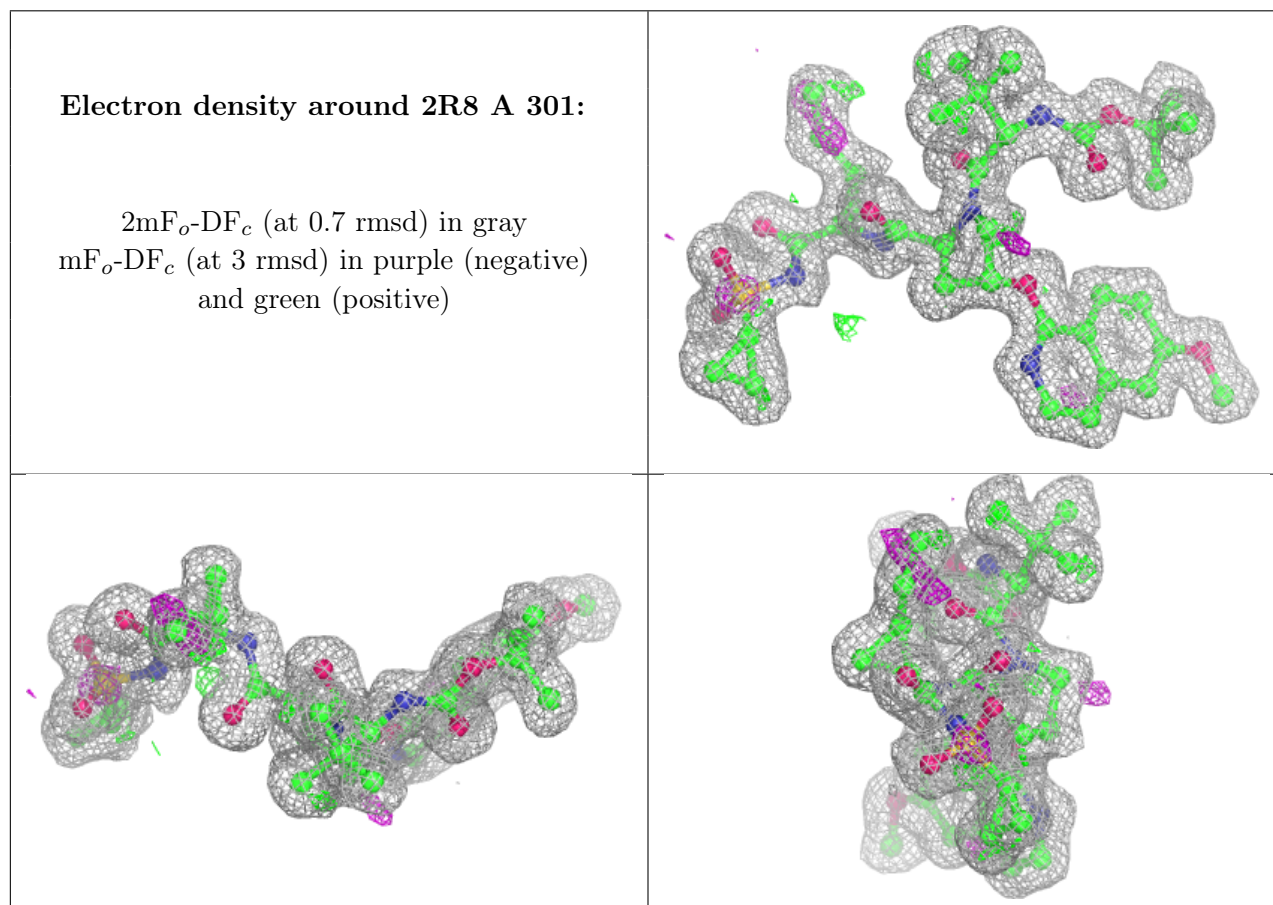 Electron density around 2R8 A 301:
2mFo-DFc (at 0.7 rmsd) in gray
mFo-DFc (at 3 rmsd) in purple (negative)
and green (positive)